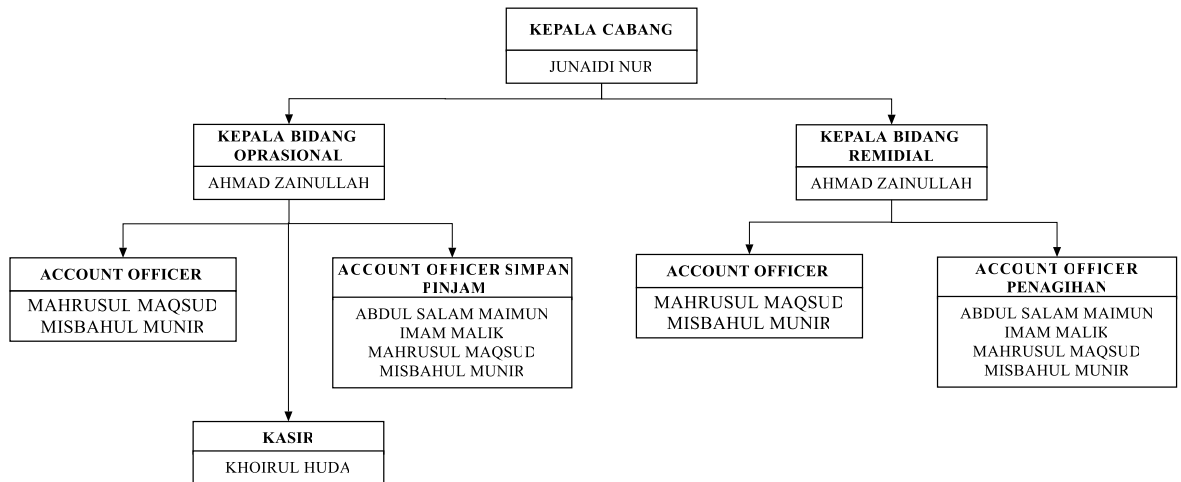 KEPALA CABANG
JUNAIDI NUR
KEPALA BIDANG
OPRASIONAL
AHMAD ZAINULLAH
KEPALA BIDANG
REMIDIAL
AHMAD ZAINULLAH
ACCOUNT OFFICER
MAHRUSUL MAQSUD
MISBAHUL MUNIR
ACCOUNT OFFICER SIMPAN
PINJAM
ABDUL SALAM MAIMUN
IMAM MALIK
MAHRUSUL MAQSUD
MISBAHUL MUNIR
ACCOUNT OFFICER
MAHRUSUL MAQSUD
MISBAHUL MUNIR
ACCOUNT OFFICER
PENAGIHAN
ABDUL SALAM MAIMUN
IMAM MALIK
MAHRUSUL MAQSUD
MISBAHUL MUNIR
KASIR
KHOIRUL HUDA